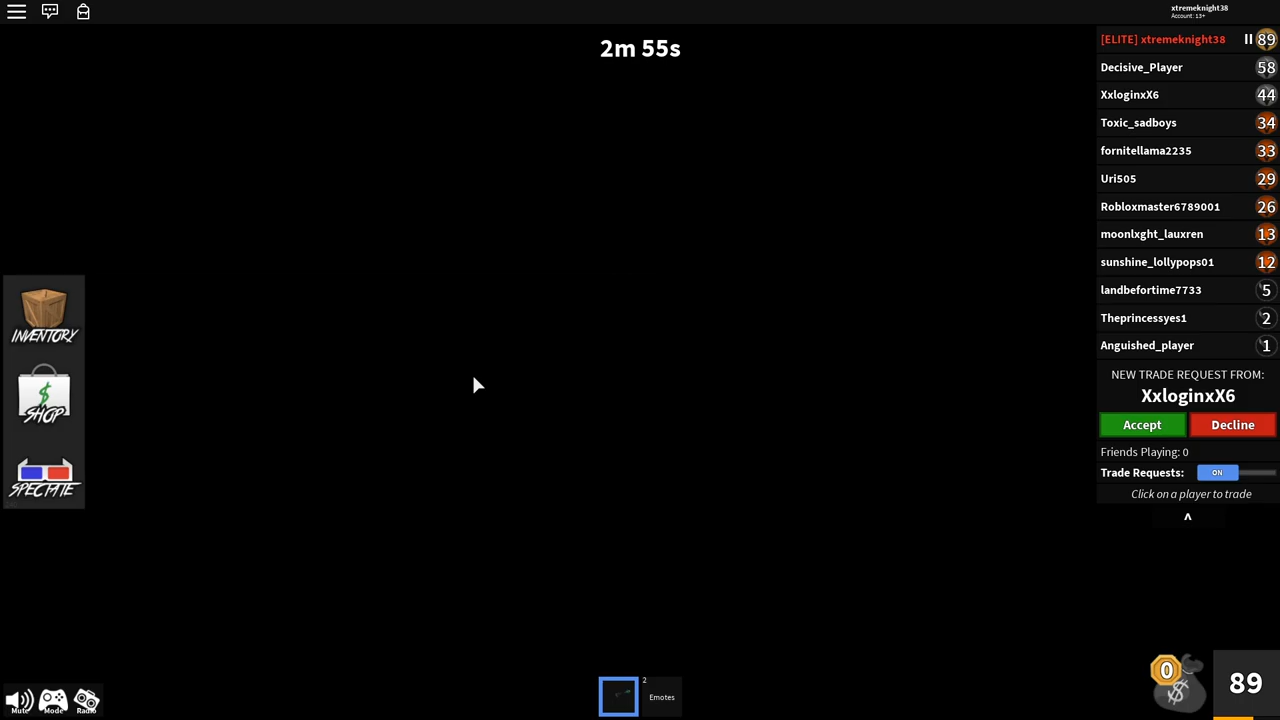 xtremeknight38
Account: 13+
2m 55s
[ELITE] xtremeknight38 89
Decisive_Player 58
XxloginxX6 44
Toxic_sadboys 34
fornitellama2235 33
Uri505 29
Robloxmaster6789001 26
moonlxght_lauxren 13
sunshine_lollypops01 12
landbefortime7733 5
Theprincessyes1 2
Anguished_player 1
NEW TRADE REQUEST FROM:
XxloginxX6
Accept Decline
Friends Playing: 0
Trade Requests: ON
Click on a player to trade
^
INVENTORY
$
SHOP
SPECTATE
Mute Mode Radio
2
Emotes
0
$
89